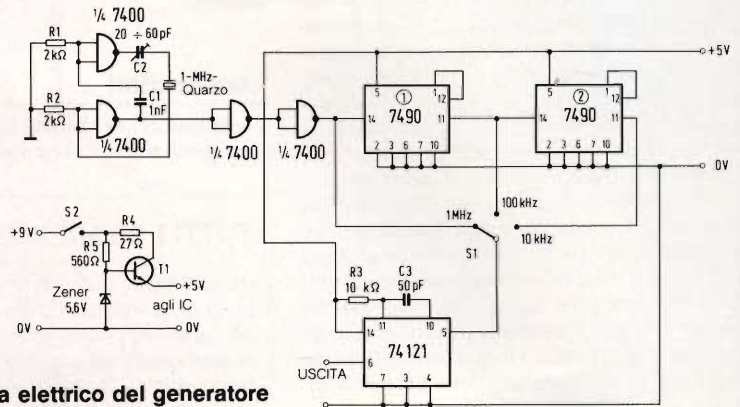 ¼ 7400
R1
2kΩ
20 ÷ 60pF
C2
1-MHz-
Quarzo
C1
1nF
R2
2kΩ
¼ 7400
¼ 7400
¼ 7400
+5V
5
1
12
①
7490
14
11
2 3 6 7 10
5
1
12
②
7490
14
11
2 3 6 7 10
0V
100 kHz
1MHz
10 kHz
S1
S2
+9V
R4
27Ω
R5
560Ω
T1
+5V
agli IC
Zener
5,6V
0V
0V
R3
10 kΩ
C3
50pF
14
11
10
5
74121
6
USCITA
7 3 4
a elettrico del generatore